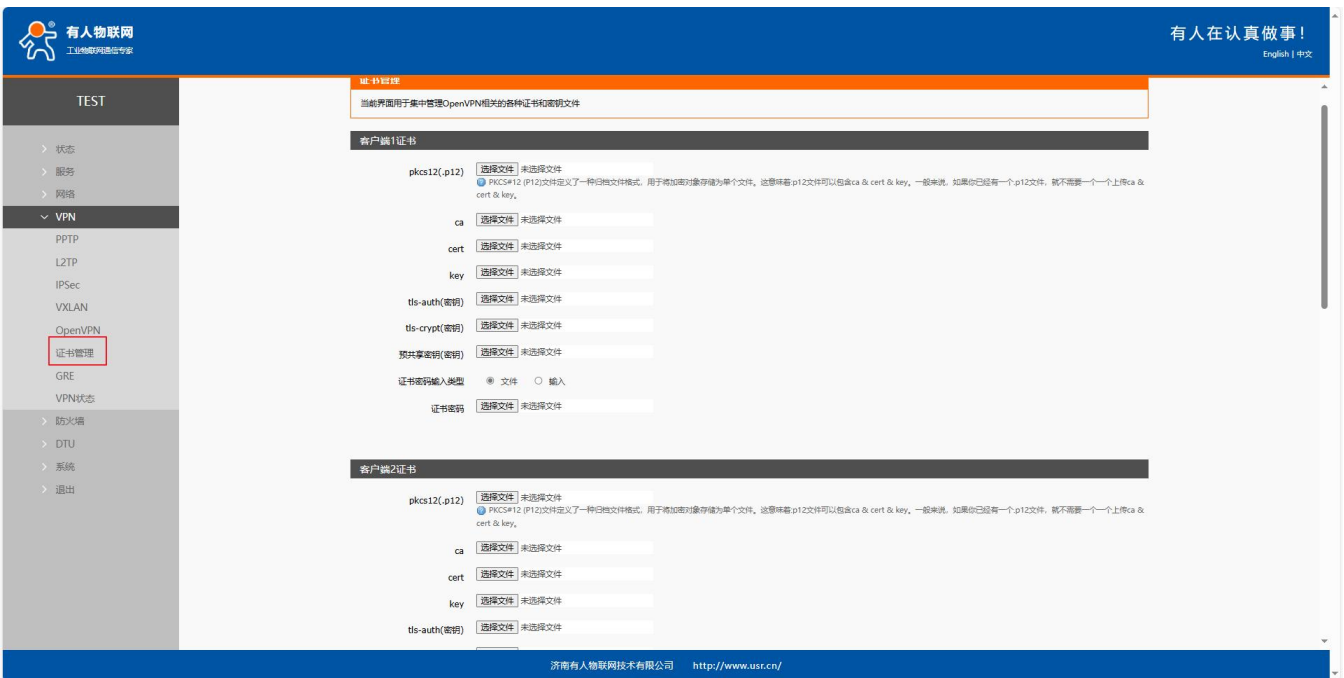 有人物联网
工业物联网通信专家
有人在认真做事!
English | 中文
TEST
状态
服务
网络
VPN
PPTP
L2TP
IPSec
VXLAN
OpenVPN
证书管理
GRE
VPN状态
防火墙
DTU
系统
退出
证书管理
当前界面用于集中管理OpenVPN相关的各种证书和密钥文件
客户端1证书
pkcs12(.p12) 选择文件 未选择文件
PKCS#12 (P12)文件定义了一种归档文件格式，用于将加密对象存储为单个文件。这意味着.p12文件可以包含ca & cert & key。一般来说，如果你已经有一个.p12文件，就不需要一个一个上传ca &
cert & key。
ca 选择文件 未选择文件
cert 选择文件 未选择文件
key 选择文件 未选择文件
tls-auth(密钥) 选择文件 未选择文件
tls-crypt(密钥) 选择文件 未选择文件
预共享密钥(密钥) 选择文件 未选择文件
证书密码输入类型 文件 输入
证书密码 选择文件 未选择文件
客户端2证书
pkcs12(.p12) 选择文件 未选择文件
PKCS#12 (P12)文件定义了一种归档文件格式，用于将加密对象存储为单个文件。这意味着.p12文件可以包含ca & cert & key。一般来说，如果你已经有一个.p12文件，就不需要一个一个上传ca &
cert & key。
ca 选择文件 未选择文件
cert 选择文件 未选择文件
key 选择文件 未选择文件
tls-auth(密钥) 选择文件 未选择文件
济南有人物联网技术有限公司 http://www.usr.cn/